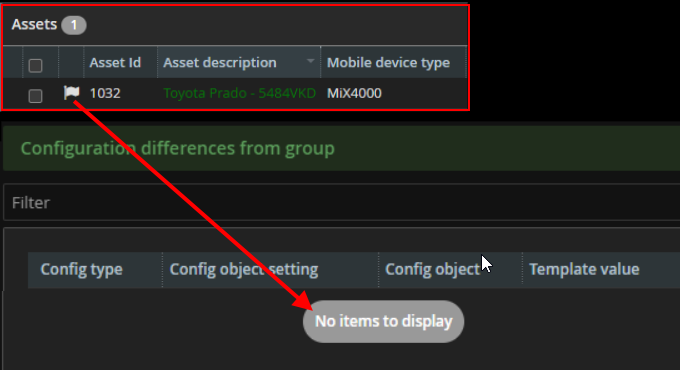 Assets 1
Asset Id Asset description Mobile device type
1032 Toyota Prado - 5484VKD MiX4000
Configuration differences from group
Filter
Config type Config object setting Config object Template value
No items to display